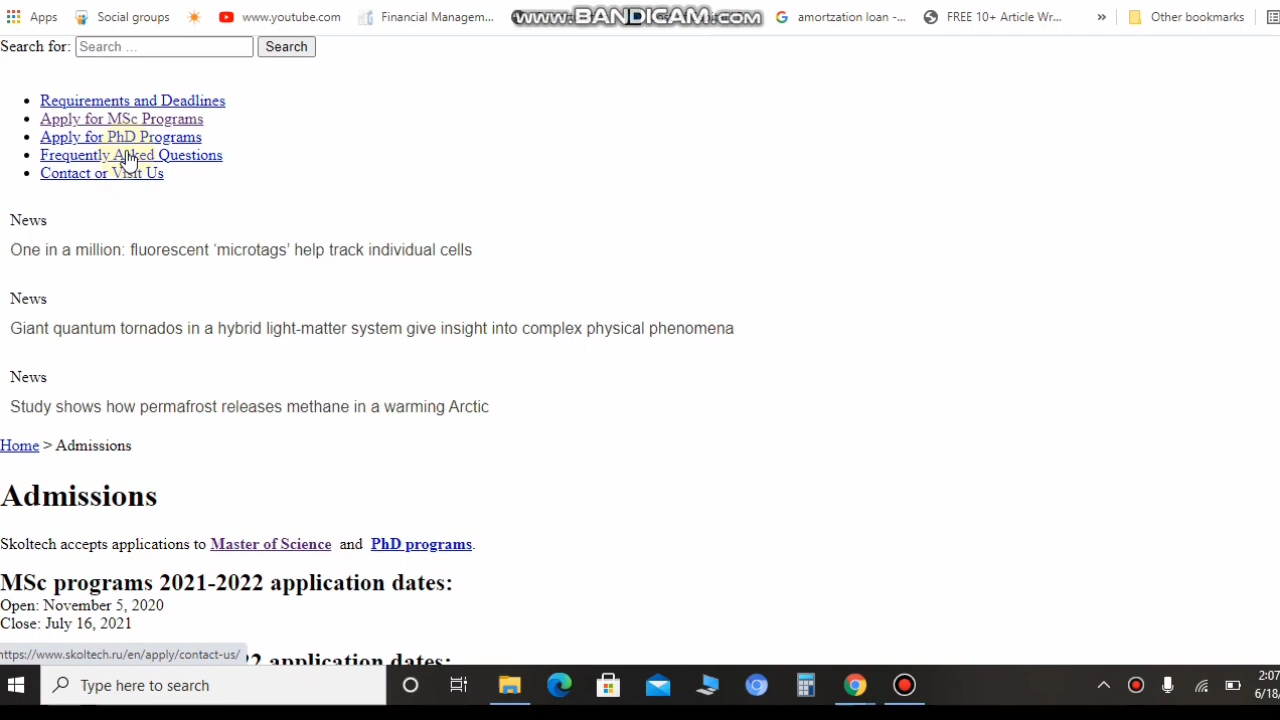 Apps Social groups www.youtube.com Financial Managem... www.BANDICAM.com amortzation loan -... FREE 10+ Article Wr... » Other bookmarks
Search for: Search ... Search
Requirements and Deadlines
Apply for MSc Programs
Apply for PhD Programs
Frequently Asked Questions
Contact or Visit Us
News
One in a million: fluorescent ‘microtags’ help track individual cells
News
Giant quantum tornados in a hybrid light-matter system give insight into complex physical phenomena
News
Study shows how permafrost releases methane in a warming Arctic
Home > Admissions
Admissions
Skoltech accepts applications to Master of Science and PhD programs.
MSc programs 2021-2022 application dates:
Open: November 5, 2020
Close: July 16, 2021
https://www.skoltech.ru/en/apply/contact-us/ 22 application dates:
Type here to search
2:07
6/18/